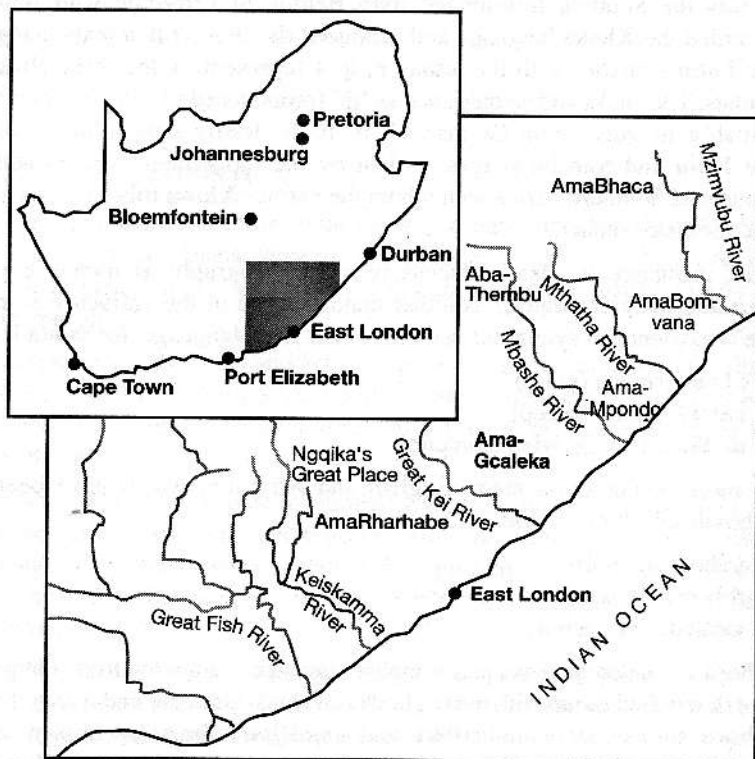 Pretoria
Johannesburg
Bloemfontein
Durban
East London
Port Elizabeth
Cape Town
AmaBhaca
Mzimvubu River
Aba-
Thembu
Mthatha River
AmaBom-
vana
Mbashe River
Ama-
Mpondo
Ama-
Gcaleka
Ngqika's
Great Place
Great Kei River
AmaRharhabe
Keiskamma
River
East London
Great Fish River
INDIAN OCEAN